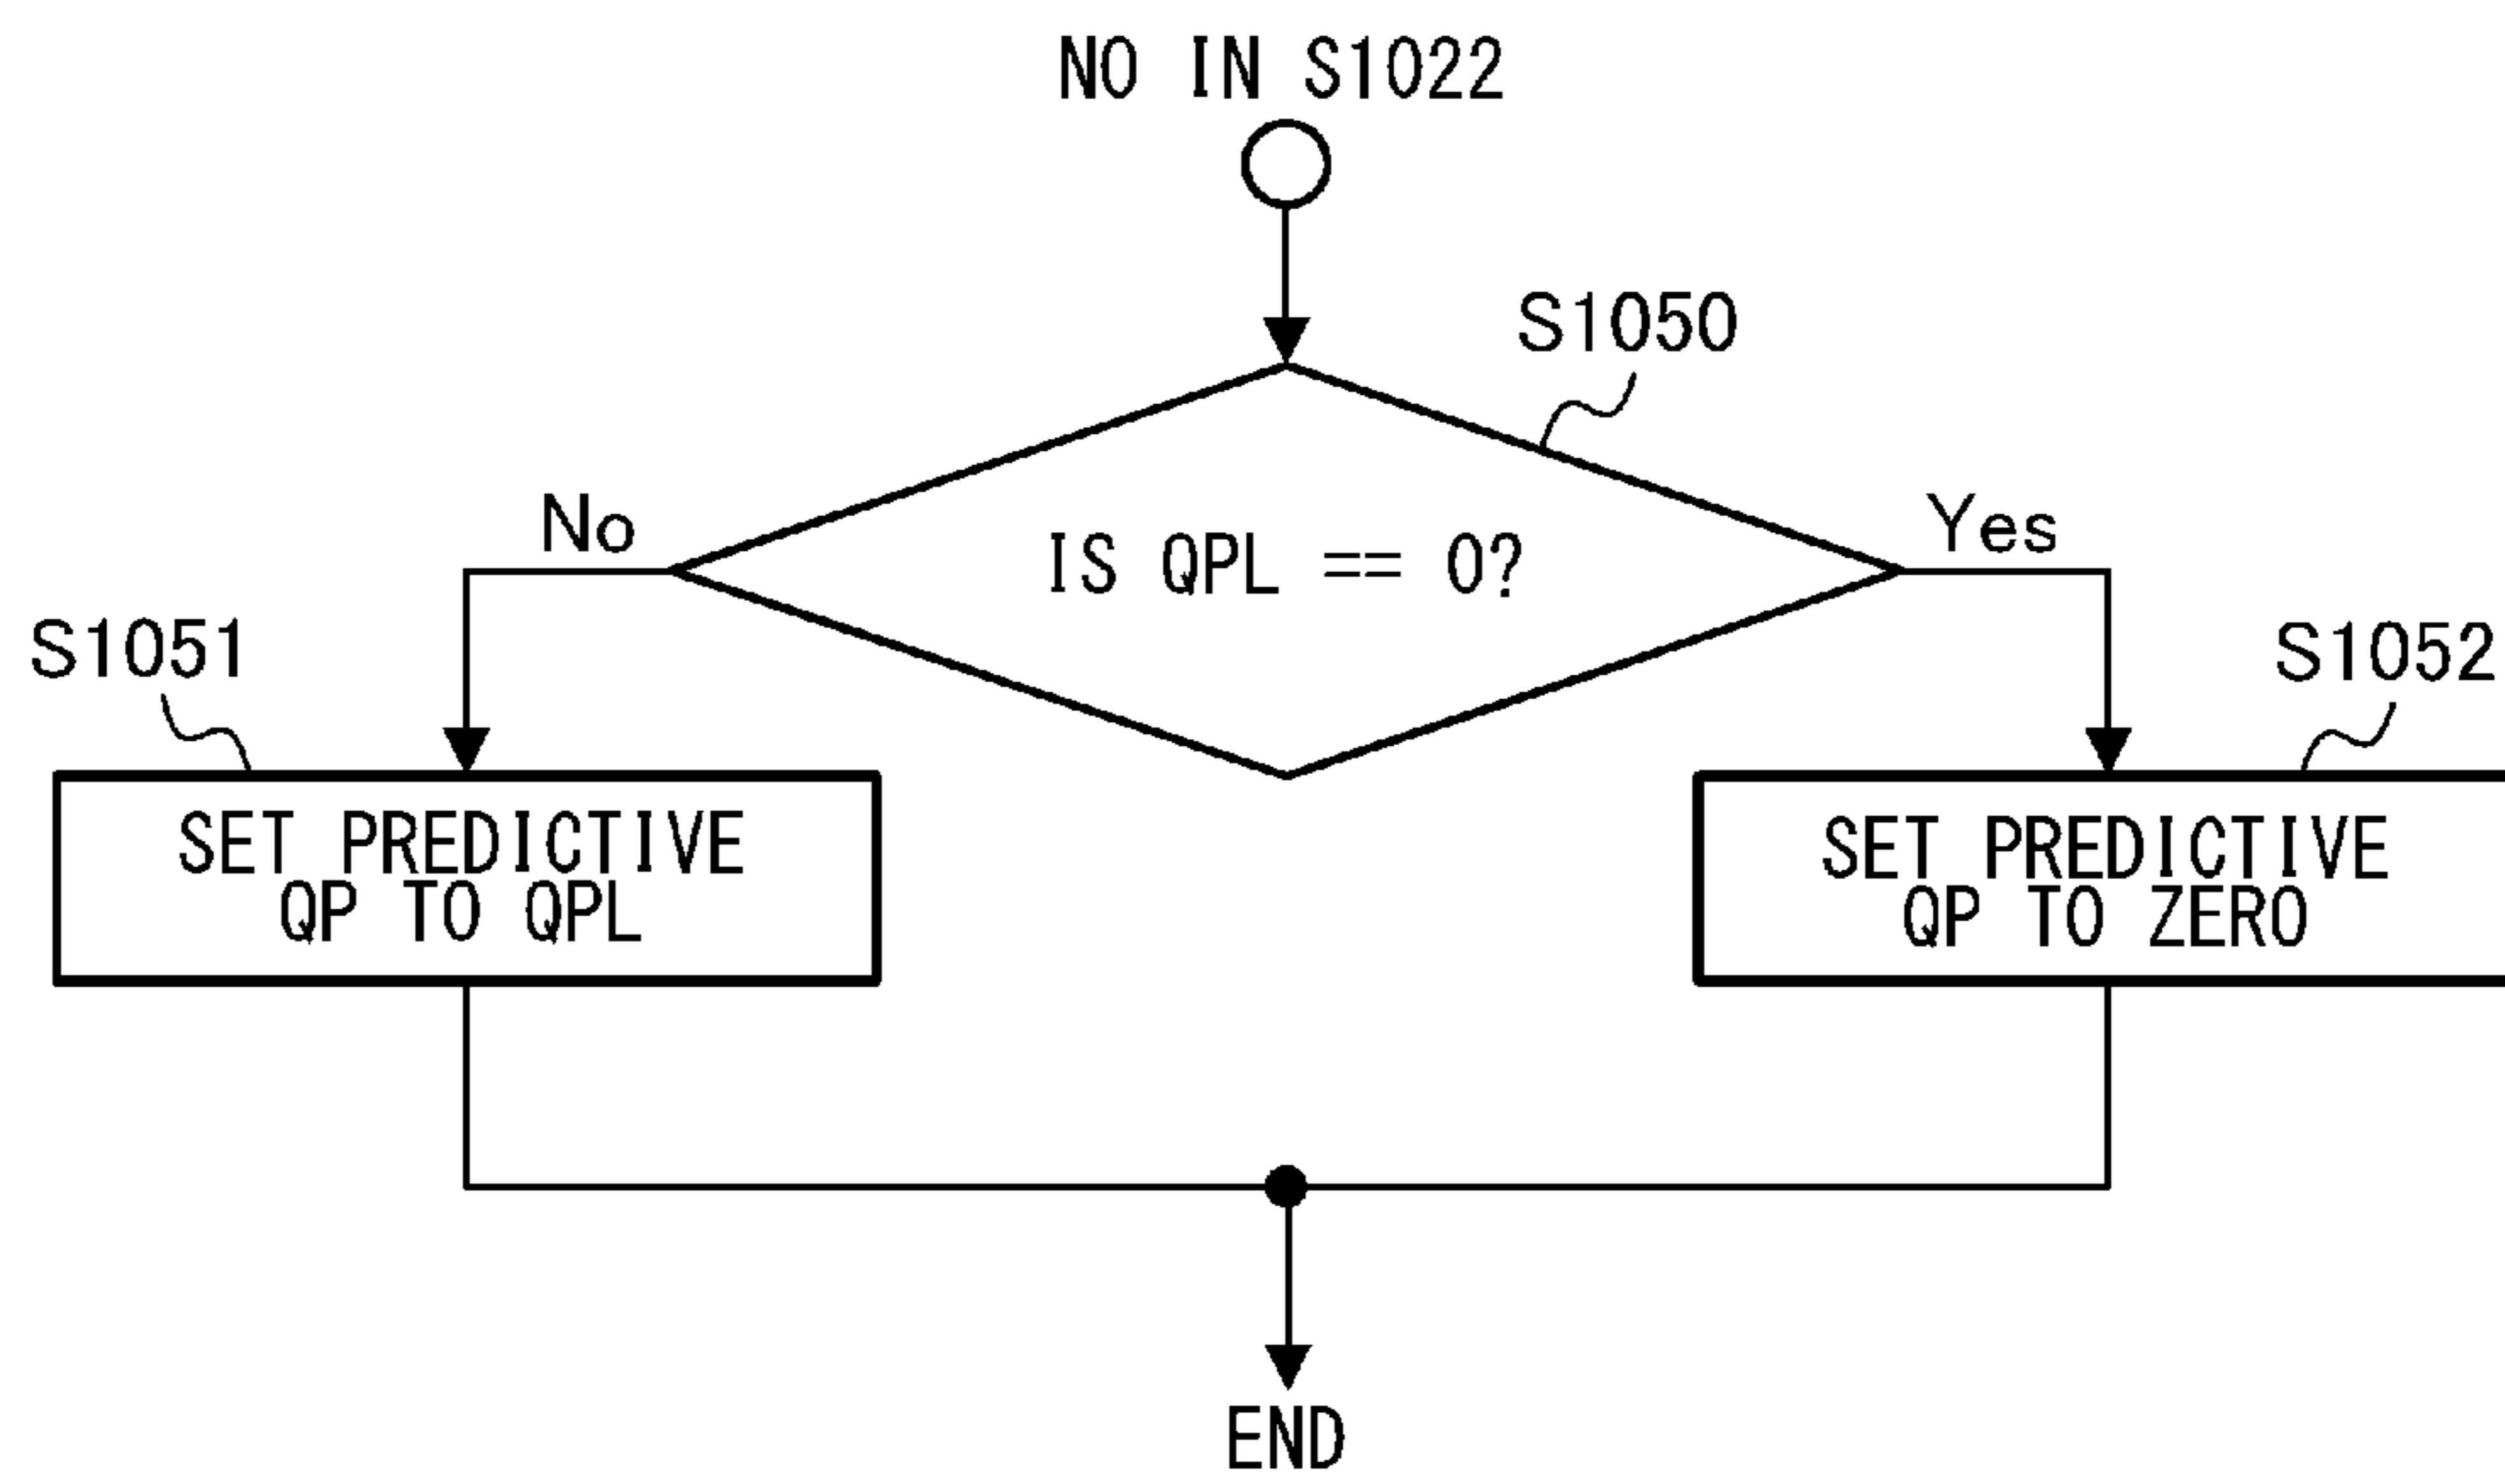 NO IN S1022
S1050
IS QPL == 0?
No
Yes
S1051
S1052
SET PREDICTIVE
QP TO QPL
SET PREDICTIVE
QP TO ZERO
END